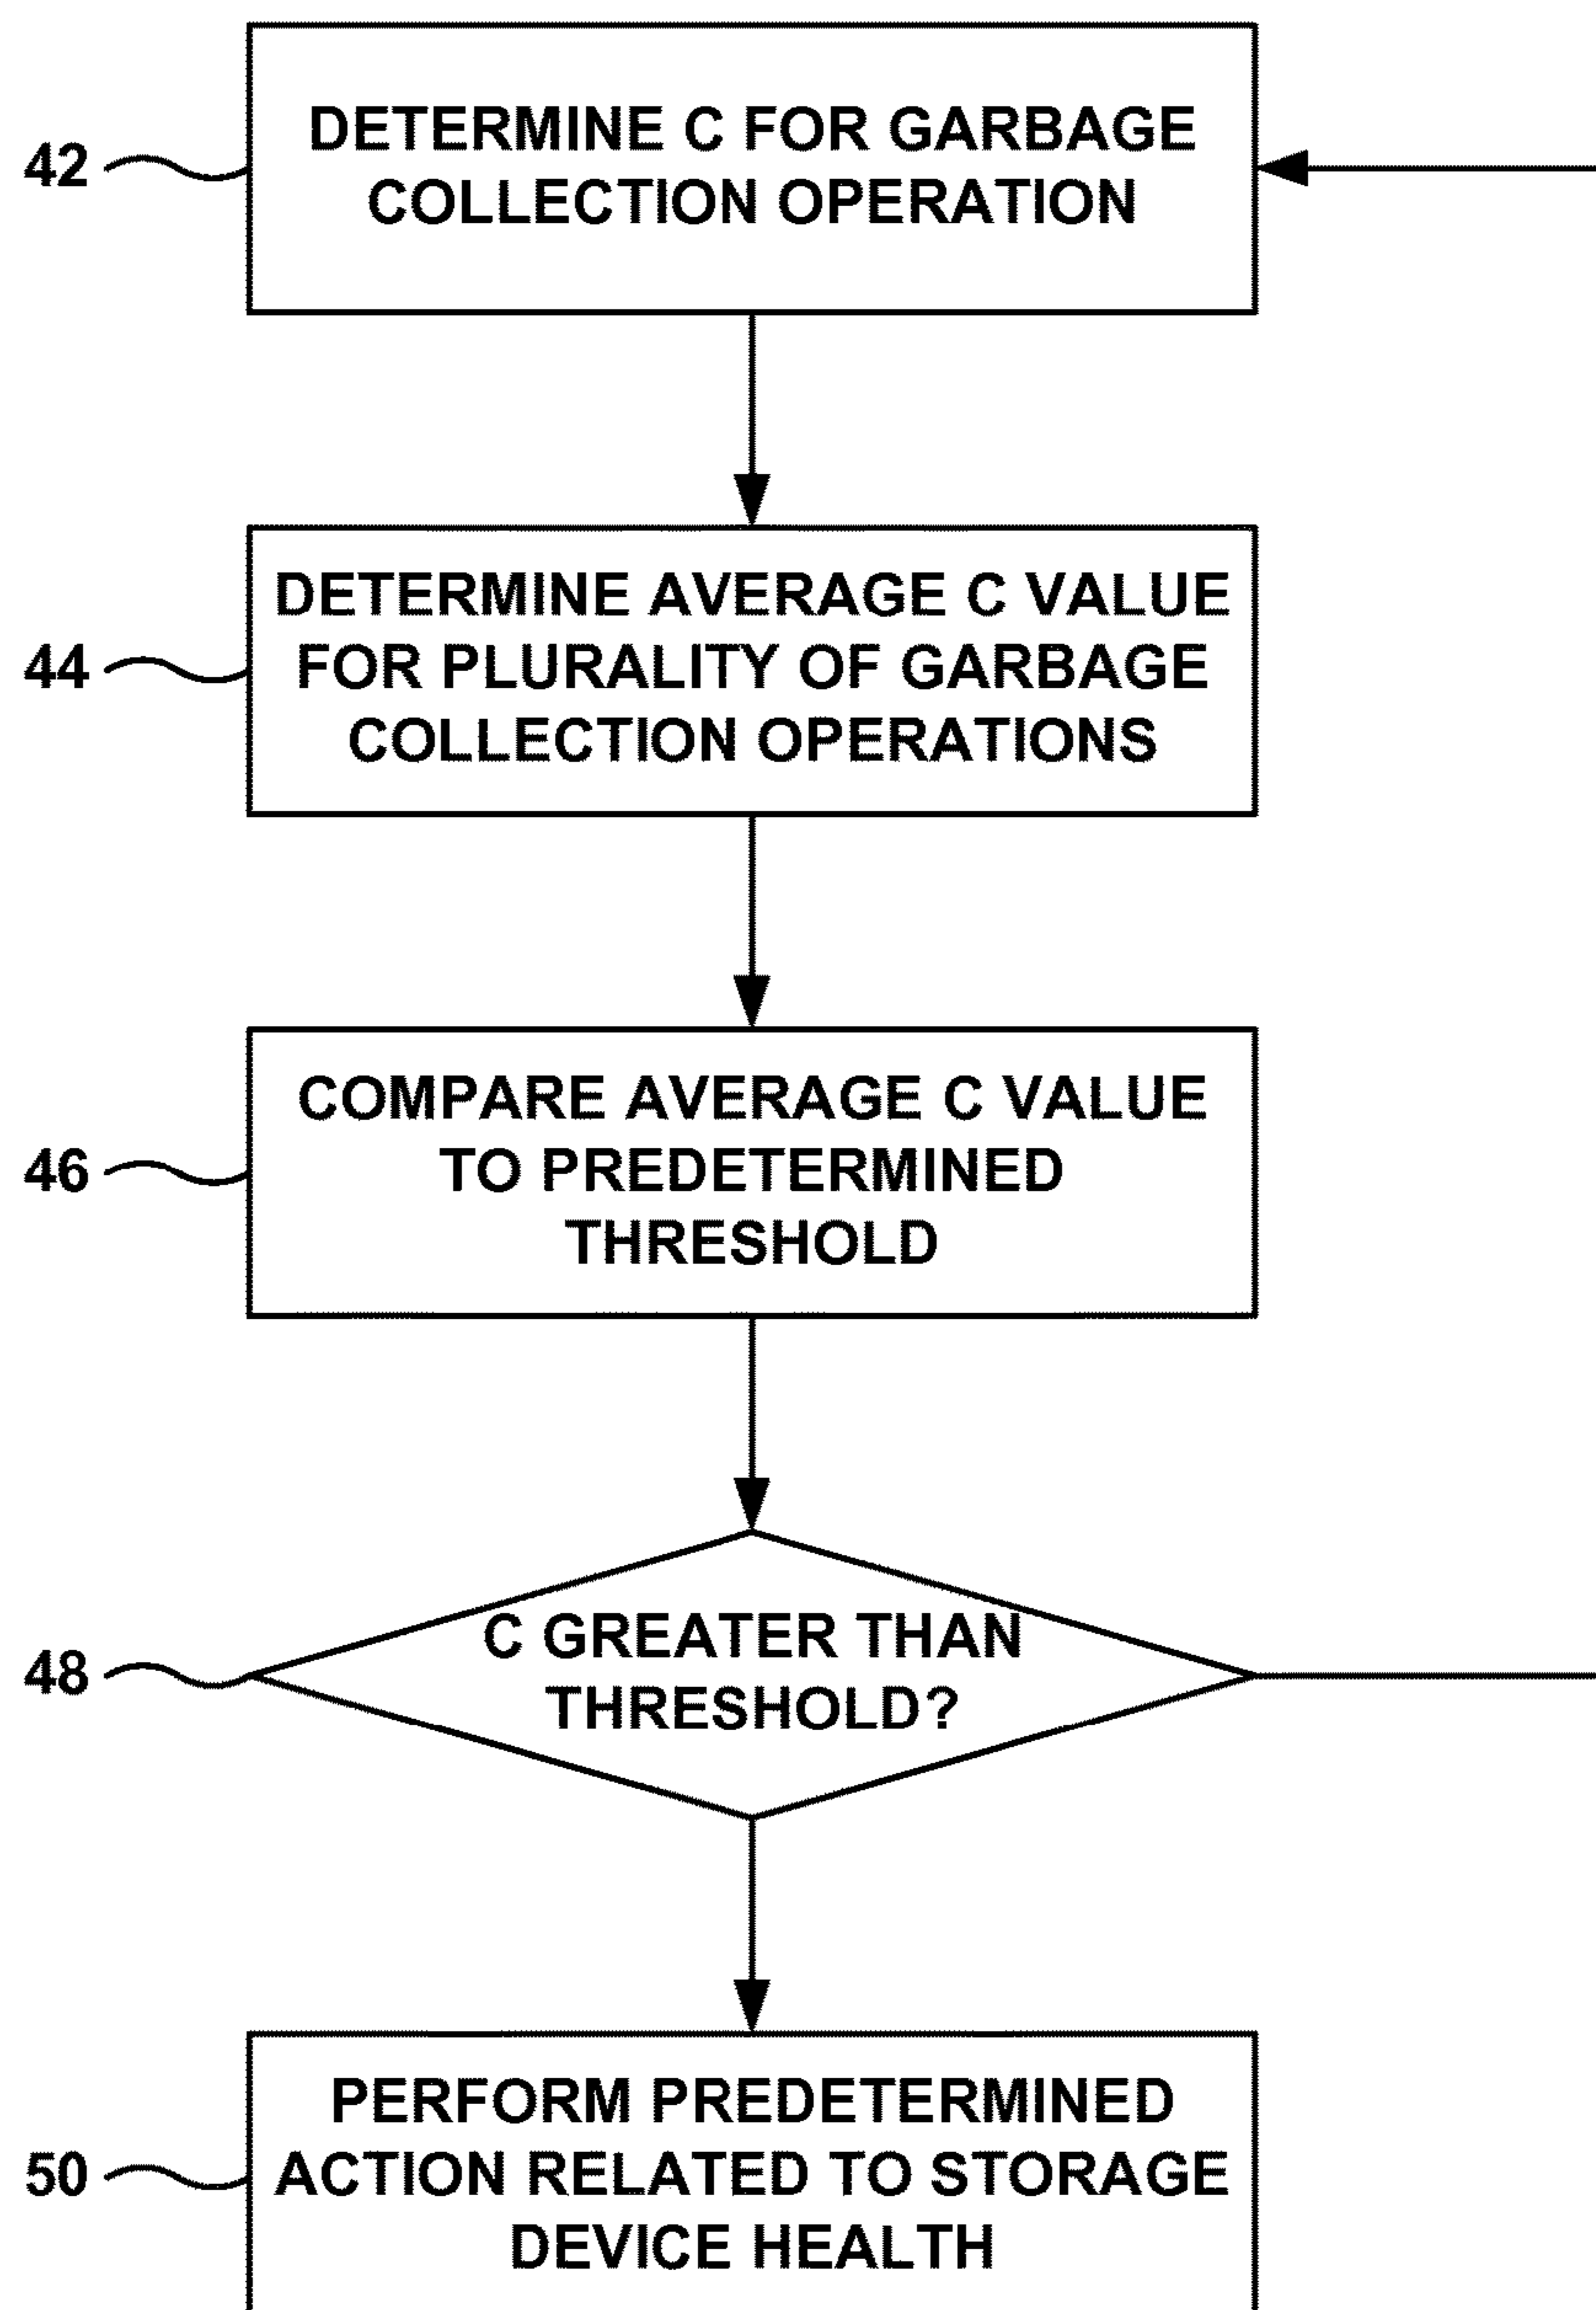 42
DETERMINE C FOR GARBAGE
COLLECTION OPERATION
44
DETERMINE AVERAGE C VALUE
FOR PLURALITY OF GARBAGE
COLLECTION OPERATIONS
46
COMPARE AVERAGE C VALUE
TO PREDETERMINED
THRESHOLD
48
C GREATER THAN
THRESHOLD?
50
PERFORM PREDETERMINED
ACTION RELATED TO STORAGE
DEVICE HEALTH